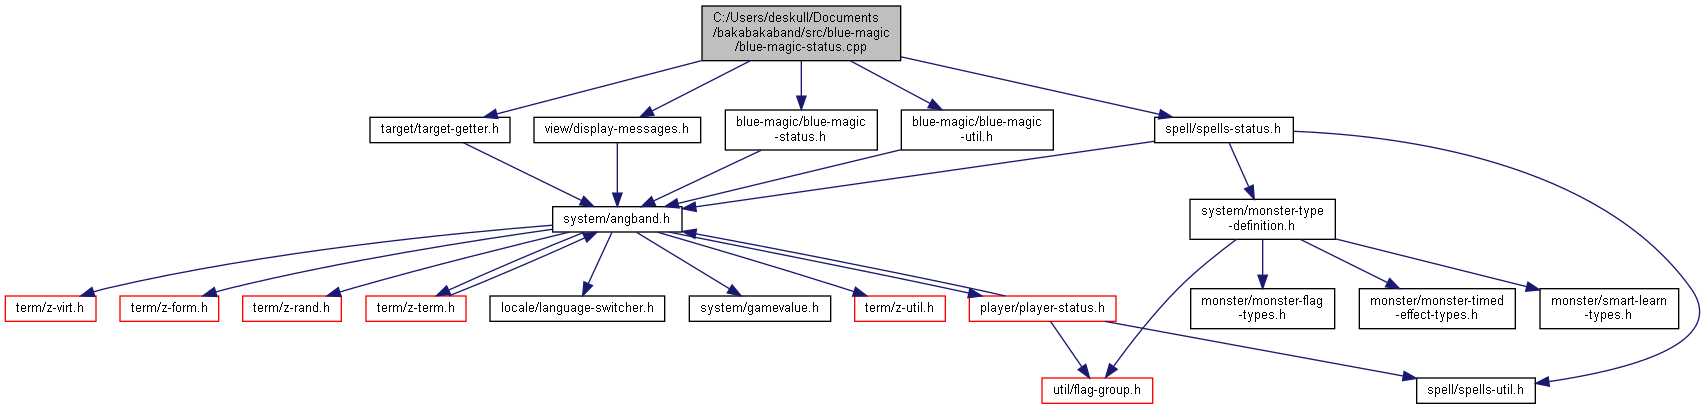 C:/Users/deskull/Documents
/bakabakaband/src/blue-magic
/blue-magic-status.cpp
target/target-getter.h
view/display-messages.h
blue-magic/blue-magic
-status.h
blue-magic/blue-magic
-util.h
spell/spells-status.h
system/angband.h
system/monster-type
-definition.h
term/z-virt.h
term/z-form.h
term/z-rand.h
term/z-term.h
locale/language-switcher.h
system/gamevalue.h
term/z-util.h
player/player-status.h
monster/monster-flag
-types.h
monster/monster-timed
-effect-types.h
monster/smart-learn
-types.h
util/flag-group.h
spell/spells-util.h